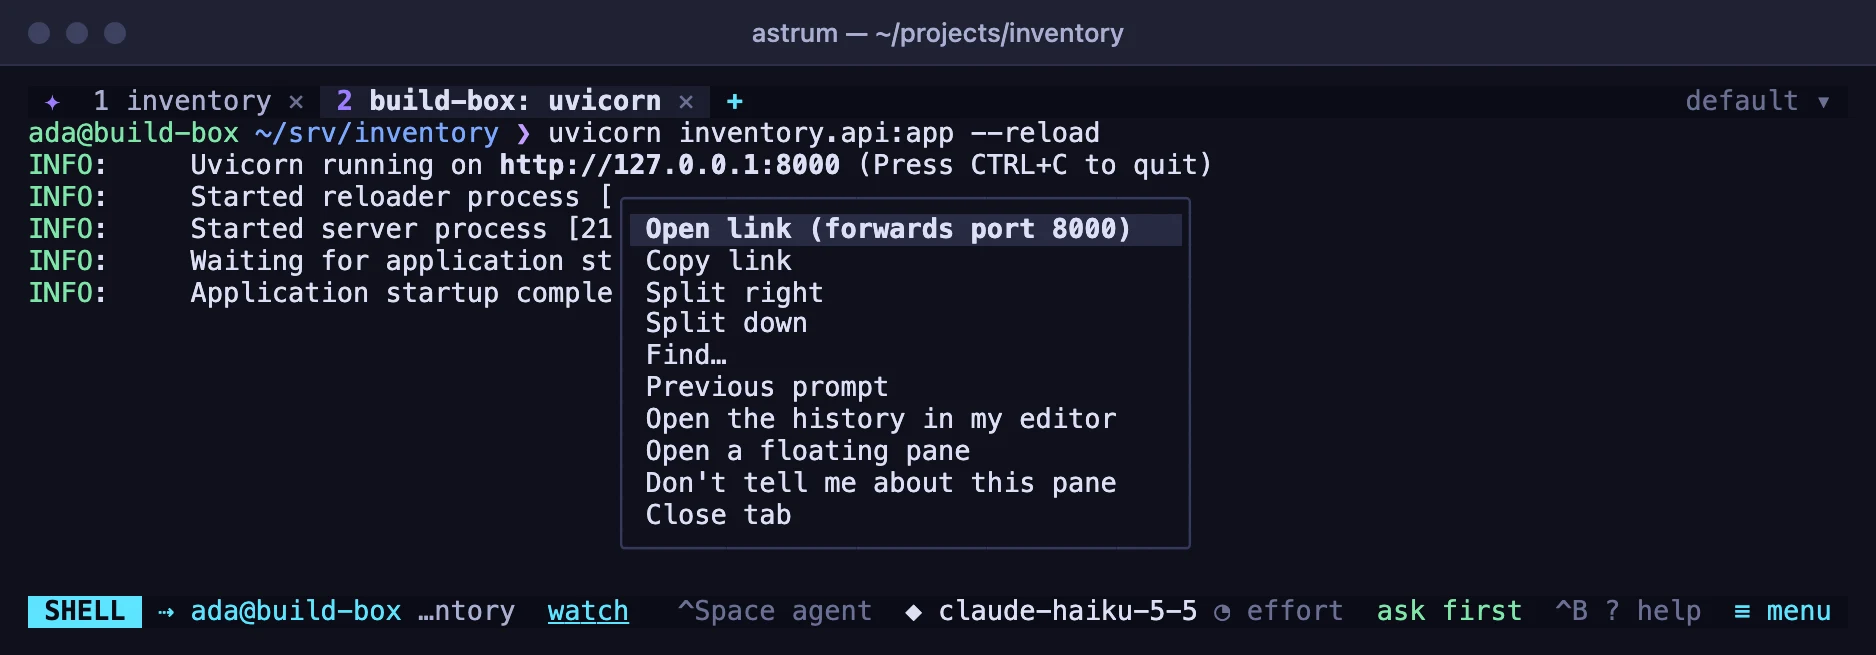 astrum — ~/projects/inventory
✦ 1 inventory × 2 build-box: uvicorn × + default ▾
ada@build-box ~/srv/inventory ❯ uvicorn inventory.api:app --reload
INFO: Uvicorn running on http://127.0.0.1:8000 (Press CTRL+C to quit)
INFO: Started reloader process [
INFO: Started server process [21
INFO: Waiting for application st
INFO: Application startup comple
Open link (forwards port 8000)
Copy link
Split right
Split down
Find…
Previous prompt
Open the history in my editor
Open a floating pane
Don't tell me about this pane
Close tab
SHELL ⇢ ada@build-box …ntory watch ^Space agent ◆ claude-haiku-5-5 ◔ effort ask first ^B ? help ≡ menu